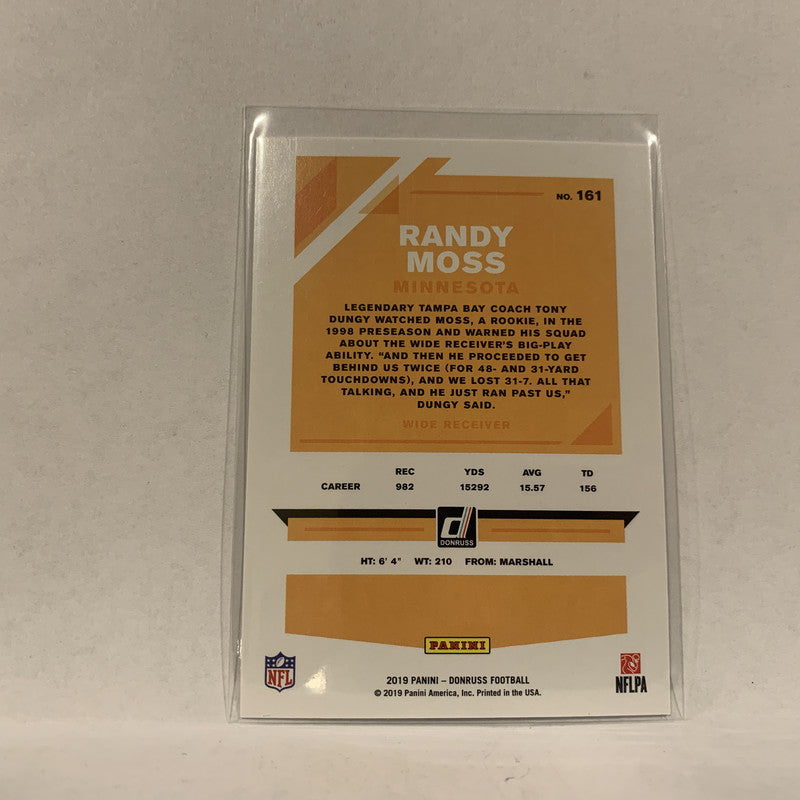 NO. 161
RANDY
MOSS
MINNESOTA
LEGENDARY TAMPA BAY COACH TONY
DUNGY WATCHED MOSS, A ROOKIE, IN THE
1998 PRESEASON AND WARNED HIS SQUAD
ABOUT THE WIDE RECEIVER'S BIG-PLAY
ABILITY. "AND THEN HE PROCEEDED TO GET
BEHIND US TWICE (FOR 48- AND 31-YARD
TOUCHDOWNS), AND WE LOST 31-7. ALL THAT
TALKING, AND HE JUST RAN PAST US,"
DUNGY SAID.
WIDE RECEIVER
REC YDS AVG TD
CAREER 982 15292 15.57 156
d
DONRUSS
HT: 6' 4" WT: 210 FROM: MARSHALL
PANINI
NFL
2019 PANINI – DONRUSS FOOTBALL
© 2019 Panini America, Inc. Printed in the USA.
NFLPA